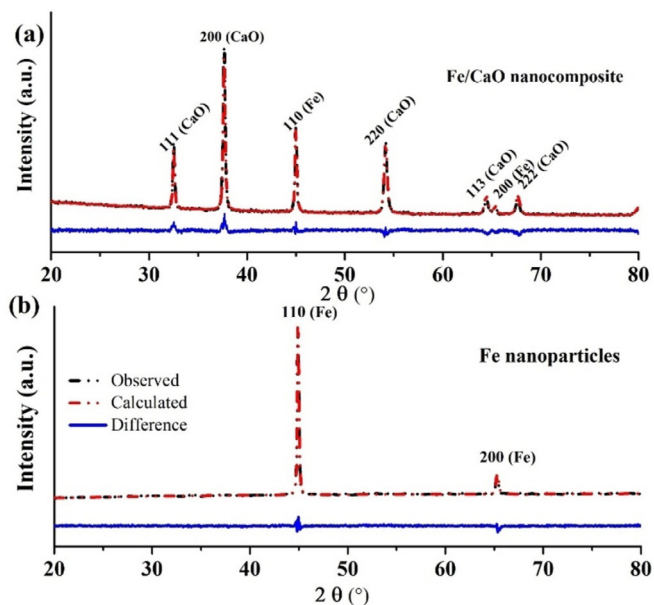 (a)
200 (CaO)
Fe/CaO nanocomposite
111 (CaO)
110 (Fe)
220 (CaO)
113 (CaO)
200 (Fe)
222 (CaO)
Intensity (a.u.)
20 30 40 50 60 70 80
2 θ (°)
(b)
110 (Fe)
Fe nanoparticles
Observed
Calculated
Difference
200 (Fe)
Intensity (a.u.)
20 30 40 50 60 70 80
2 θ (°)